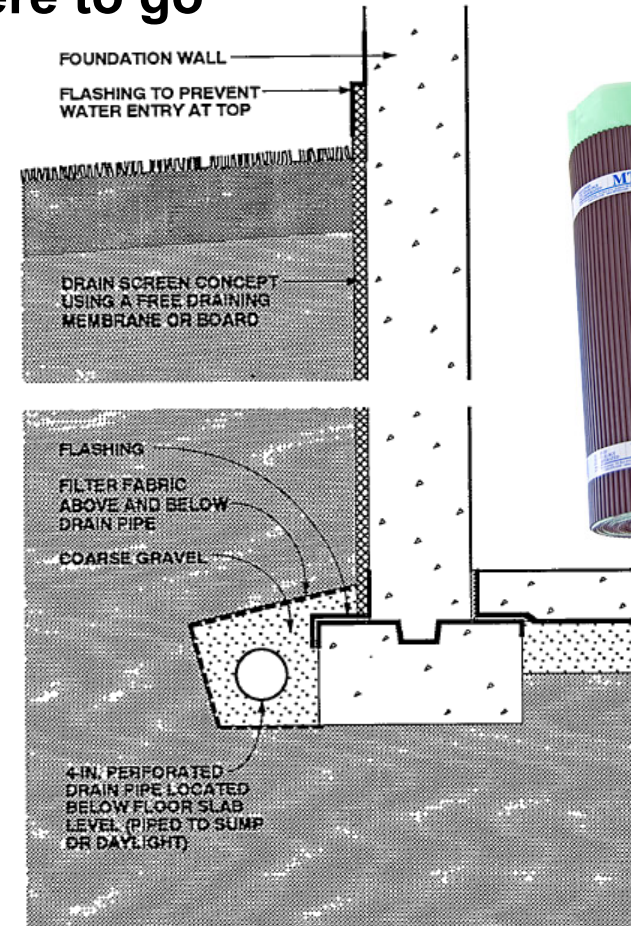 ere to go
FOUNDATION WALL
FLASHING TO PREVENT
WATER ENTRY AT TOP
DRAIN SCREEN CONCEPT
USING A FREE DRAINING
MEMBRANE OR BOARD
FLASHING
FILTER FABRIC
ABOVE AND BELOW
DRAIN PIPE
COARSE GRAVEL
4-IN. PERFORATED
DRAIN PIPE LOCATED
BELOW FLOOR SLAB
LEVEL (PIPED TO SUMP
OR DAYLIGHT)